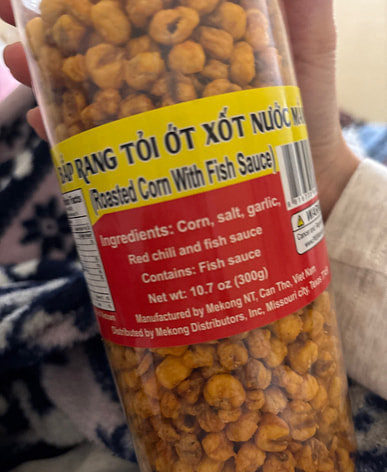 BẮP RANG TỎI ỚT XỐT NƯỚC
(Roasted Corn With Fish Sauce)
Ingredients: Corn, salt, garlic,
Red chili and fish sauce
Contains: Fish sauce
Net wt: 10.7 oz (300g)
Manufactured by Mekong NT, Can Tho, Viet Nam
Distributed by Mekong Distributors, Inc, Missouri city,